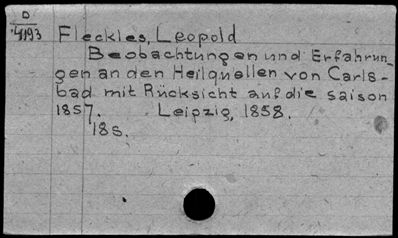 D
4193
Fleckles, Leopold
Beobachtungen und Erfahrun
gen an den Heilquellen von Carls-
bad mit Rücksicht auf die saison
1857. Leipzig, 1858.
18s.